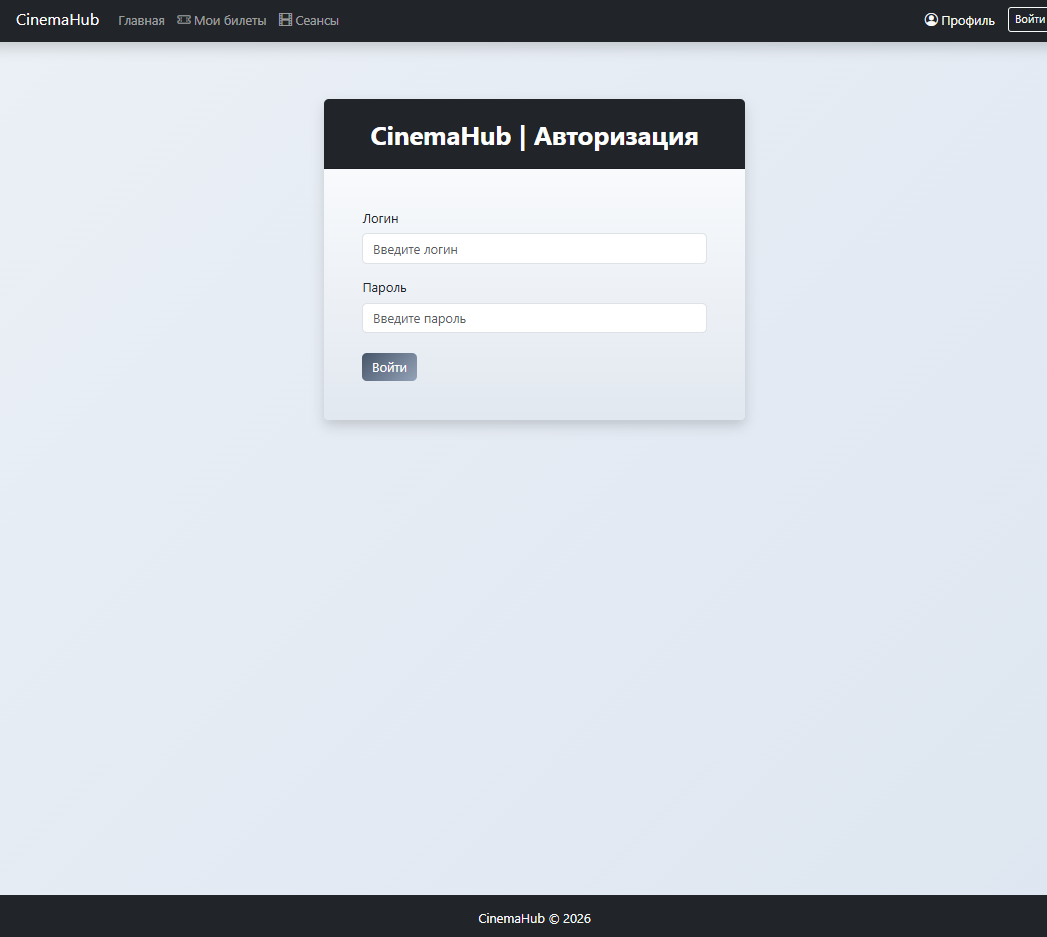 CinemaHub Главная Мои билеты Сеансы Профиль Войти
CinemaHub | Авторизация
Логин
Введите логин
Пароль
Введите пароль
Войти
CinemaHub © 2026